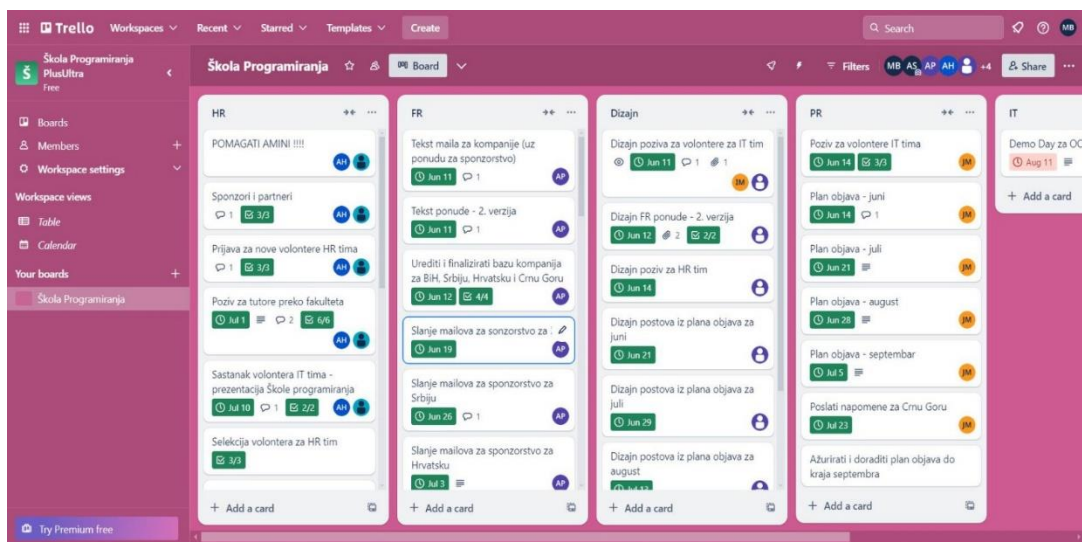 Trello
Workspaces
Recent
Starred
Templates
Create
Search
MB
Š
Škola Programiranja
PlusUltra
Free
Boards
Members
Workspace settings
Workspace views
Table
Calendar
Your boards
Škola Programiranja
Try Premium free
Škola Programiranja
Board
Filters
MB AS AP AH +4
Share
HR
POMAGATI AMINI !!!!
AH
Sponzori i partneri
1 3/3
AH
Prijava za nove volontere HR tima
1 3/3
AH
Poziv za tutore preko fakulteta
Jul 1 2 6/6
AH
Sastanak volontera IT tima -
prezentacija Škole programiranja
Jul 10 1 2/2
AH
Selekcija volontera za HR tim
3/3
+ Add a card
FR
Tekst maila za kompanije (uz
ponudu za sponzorstvo)
Jun 11 1
AP
Tekst ponude - 2. verzija
Jun 11 1
AP
Urediti i finalizirati bazu kompanija
za BiH, Srbiju, Hrvatsku i Crnu Goru
Jun 12 4/4
AP
Slanje mailova za sonzorstvo za
Jun 19
AP
Slanje mailova za sponzorstvo za
Srbiju
Jun 26 1
AP
Slanje mailova za sponzorstvo za
Hrvatsku
Jul 3
AP
+ Add a card
Dizajn
Dizajn poziva za volontere za IT tim
Jun 11 1 1
JM
Dizajn FR ponude - 2. verzija
Jun 12 2 2/2
Dizajn poziv za HR tim
Jun 14
Dizajn postova iz plana objava za
juni
Jun 21
Dizajn postova iz plana objava za
juli
Jun 29
Dizajn postova iz plana objava za
august
+ Add a card
PR
Poziv za volontere IT tima
Jun 14 3/3
JM
Plan objava - juni
Jun 14 1
JM
Plan objava - juli
Jun 21
JM
Plan objava - august
Jun 28
JM
Plan objava - septembar
Jul 5
JM
Poslati napomene za Crnu Goru
Jul 23
JM
Ažurirati i doraditi plan objava do
kraja septembra
+ Add a card
IT
Demo Day za OC
Aug 11
+ Add a card